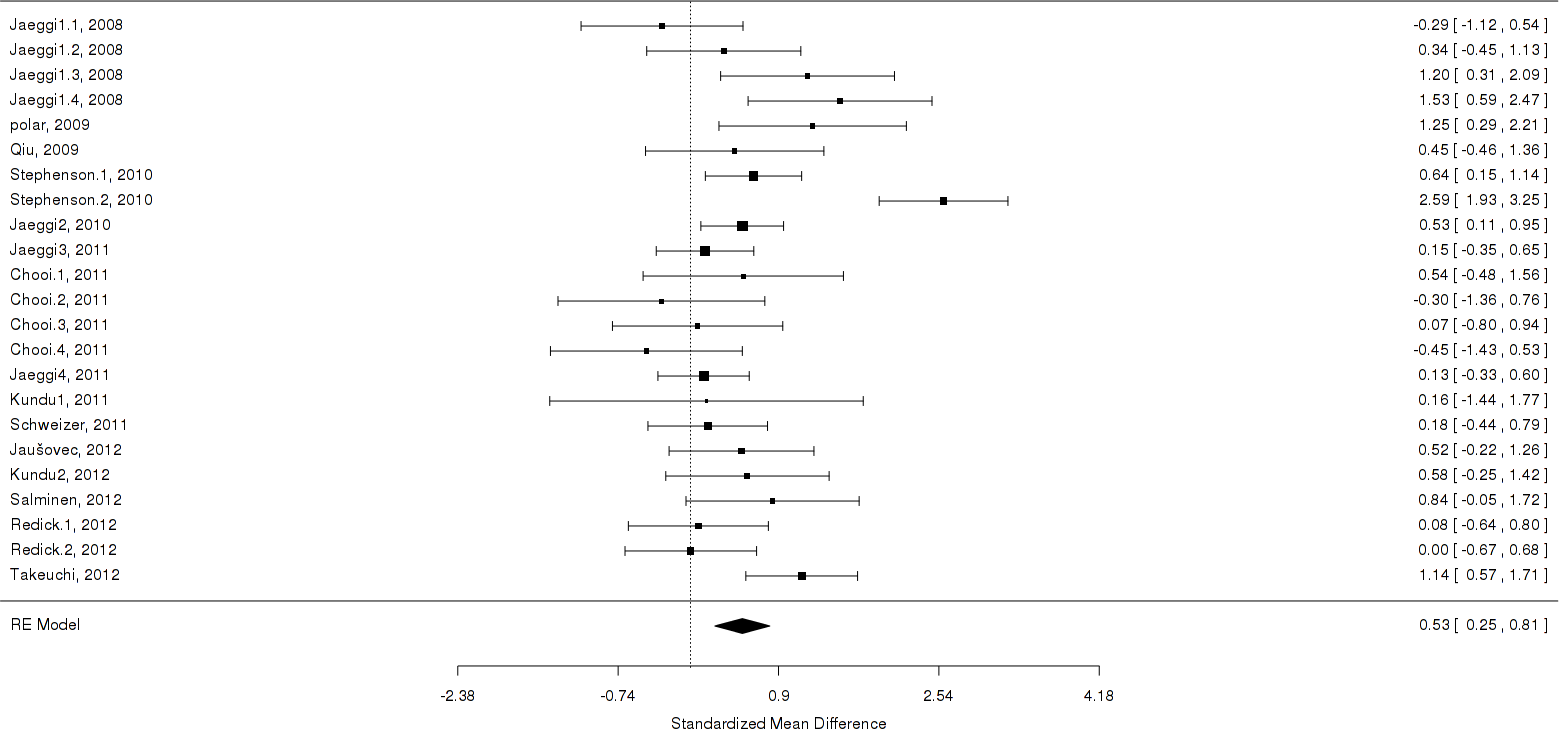 Jaeggi1.1, 2008 -0.29 [ -1.12 , 0.54 ]
Jaeggi1.2, 2008 0.34 [ -0.45 , 1.13 ]
Jaeggi1.3, 2008 1.20 [ 0.31 , 2.09 ]
Jaeggi1.4, 2008 1.53 [ 0.59 , 2.47 ]
polar, 2009 1.25 [ 0.29 , 2.21 ]
Qiu, 2009 0.45 [ -0.46 , 1.36 ]
Stephenson.1, 2010 0.64 [ 0.15 , 1.14 ]
Stephenson.2, 2010 2.59 [ 1.93 , 3.25 ]
Jaeggi2, 2010 0.53 [ 0.11 , 0.95 ]
Jaeggi3, 2011 0.15 [ -0.35 , 0.65 ]
Chooi.1, 2011 0.54 [ -0.48 , 1.56 ]
Chooi.2, 2011 -0.30 [ -1.36 , 0.76 ]
Chooi.3, 2011 0.07 [ -0.80 , 0.94 ]
Chooi.4, 2011 -0.45 [ -1.43 , 0.53 ]
Jaeggi4, 2011 0.13 [ -0.33 , 0.60 ]
Kundu1, 2011 0.16 [ -1.44 , 1.77 ]
Schweizer, 2011 0.18 [ -0.44 , 0.79 ]
Jaušovec, 2012 0.52 [ -0.22 , 1.26 ]
Kundu2, 2012 0.58 [ -0.25 , 1.42 ]
Salminen, 2012 0.84 [ -0.05 , 1.72 ]
Redick.1, 2012 0.08 [ -0.64 , 0.80 ]
Redick.2, 2012 0.00 [ -0.67 , 0.68 ]
Takeuchi, 2012 1.14 [ 0.57 , 1.71 ]
RE Model 0.53 [ 0.25 , 0.81 ]
-2.38 -0.74 0.9 2.54 4.18
Standardized Mean Difference